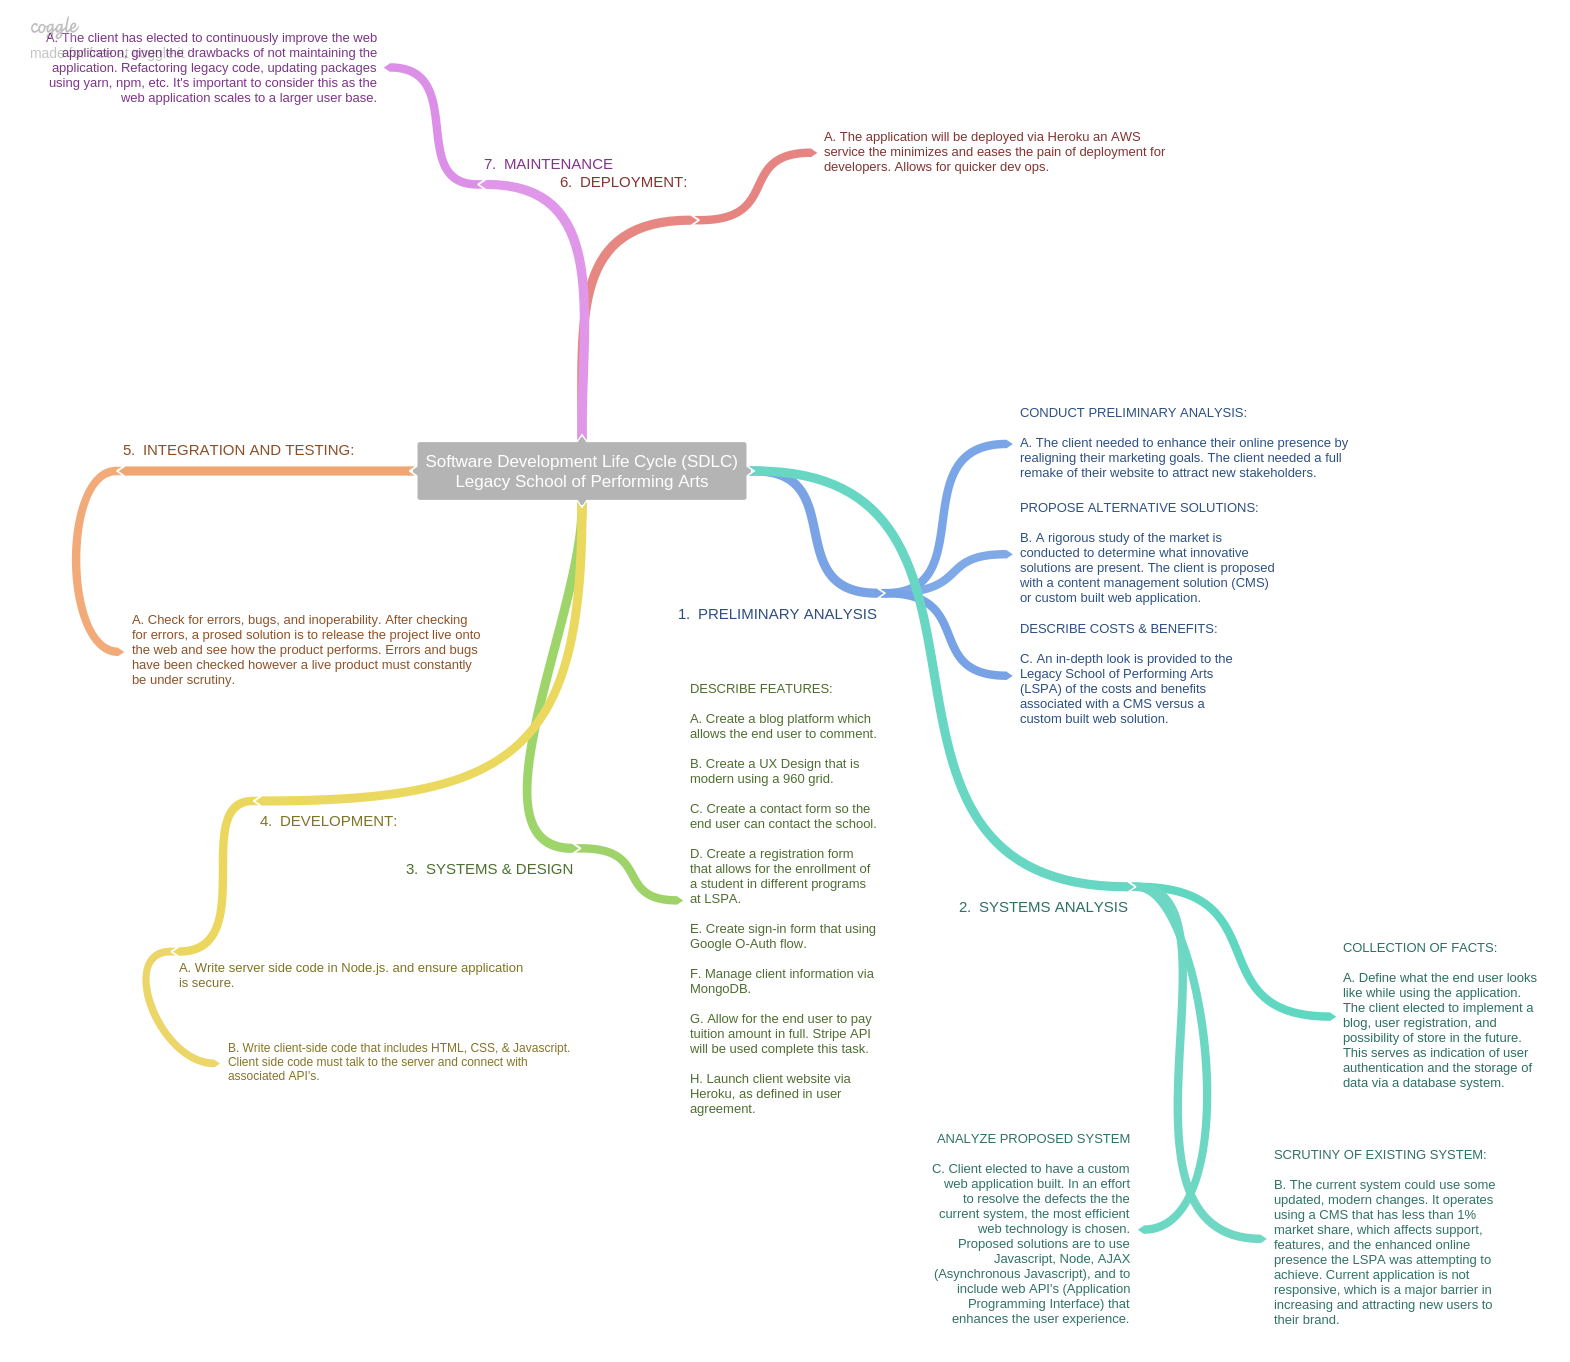 coggle
made for free at coggle.it
A. The client has elected to continuously improve the web
application, given the drawbacks of not maintaining the
application. Refactoring legacy code, updating packages
using yarn, npm, etc. It's important to consider this as the
web application scales to a larger user base.
7. MAINTENANCE
A. The application will be deployed via Heroku an AWS
service the minimizes and eases the pain of deployment for
developers. Allows for quicker dev ops.
6. DEPLOYMENT:
Software Development Life Cycle (SDLC)
Legacy School of Performing Arts
5. INTEGRATION AND TESTING:
A. Check for errors, bugs, and inoperability. After checking
for errors, a prosed solution is to release the project live onto
the web and see how the product performs. Errors and bugs
have been checked however a live product must constantly
be under scrutiny.
1. PRELIMINARY ANALYSIS
CONDUCT PRELIMINARY ANALYSIS:
A. The client needed to enhance their online presence by
realigning their marketing goals. The client needed a full
remake of their website to attract new stakeholders.
PROPOSE ALTERNATIVE SOLUTIONS:
B. A rigorous study of the market is
conducted to determine what innovative
solutions are present. The client is proposed
with a content management solution (CMS)
or custom built web application.
DESCRIBE COSTS & BENEFITS:
C. An in-depth look is provided to the
Legacy School of Performing Arts
(LSPA) of the costs and benefits
associated with a CMS versus a
custom built web solution.
4. DEVELOPMENT:
A. Write server side code in Node.js. and ensure application
is secure.
B. Write client-side code that includes HTML, CSS, & Javascript.
Client side code must talk to the server and connect with
associated API's.
3. SYSTEMS & DESIGN
DESCRIBE FEATURES:
A. Create a blog platform which
allows the end user to comment.
B. Create a UX Design that is
modern using a 960 grid.
C. Create a contact form so the
end user can contact the school.
D. Create a registration form
that allows for the enrollment of
a student in different programs
at LSPA.
E. Create sign-in form that using
Google O-Auth flow.
F. Manage client information via
MongoDB.
G. Allow for the end user to pay
tuition amount in full. Stripe API
will be used complete this task.
H. Launch client website via
Heroku, as defined in user
agreement.
2. SYSTEMS ANALYSIS
COLLECTION OF FACTS:
A. Define what the end user looks
like while using the application.
The client elected to implement a
blog, user registration, and
possibility of store in the future.
This serves as indication of user
authentication and the storage of
data via a database system.
ANALYZE PROPOSED SYSTEM
C. Client elected to have a custom
web application built. In an effort
to resolve the defects the the
current system, the most efficient
web technology is chosen.
Proposed solutions are to use
Javascript, Node, AJAX
(Asynchronous Javascript), and to
include web API's (Application
Programming Interface) that
enhances the user experience.
SCRUTINY OF EXISTING SYSTEM:
B. The current system could use some
updated, modern changes. It operates
using a CMS that has less than 1%
market share, which affects support,
features, and the enhanced online
presence the LSPA was attempting to
achieve. Current application is not
responsive, which is a major barrier in
increasing and attracting new users to
their brand.